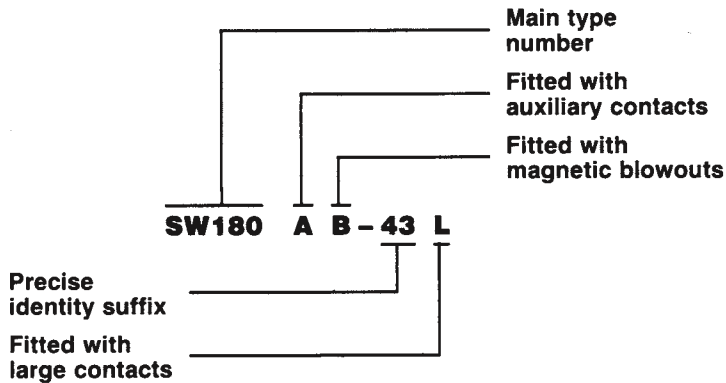 Main type
number
Fitted with
auxiliary contacts
Fitted with
magnetic blowouts
SW180 A B – 43 L
Precise
identity suffix
Fitted with
large contacts